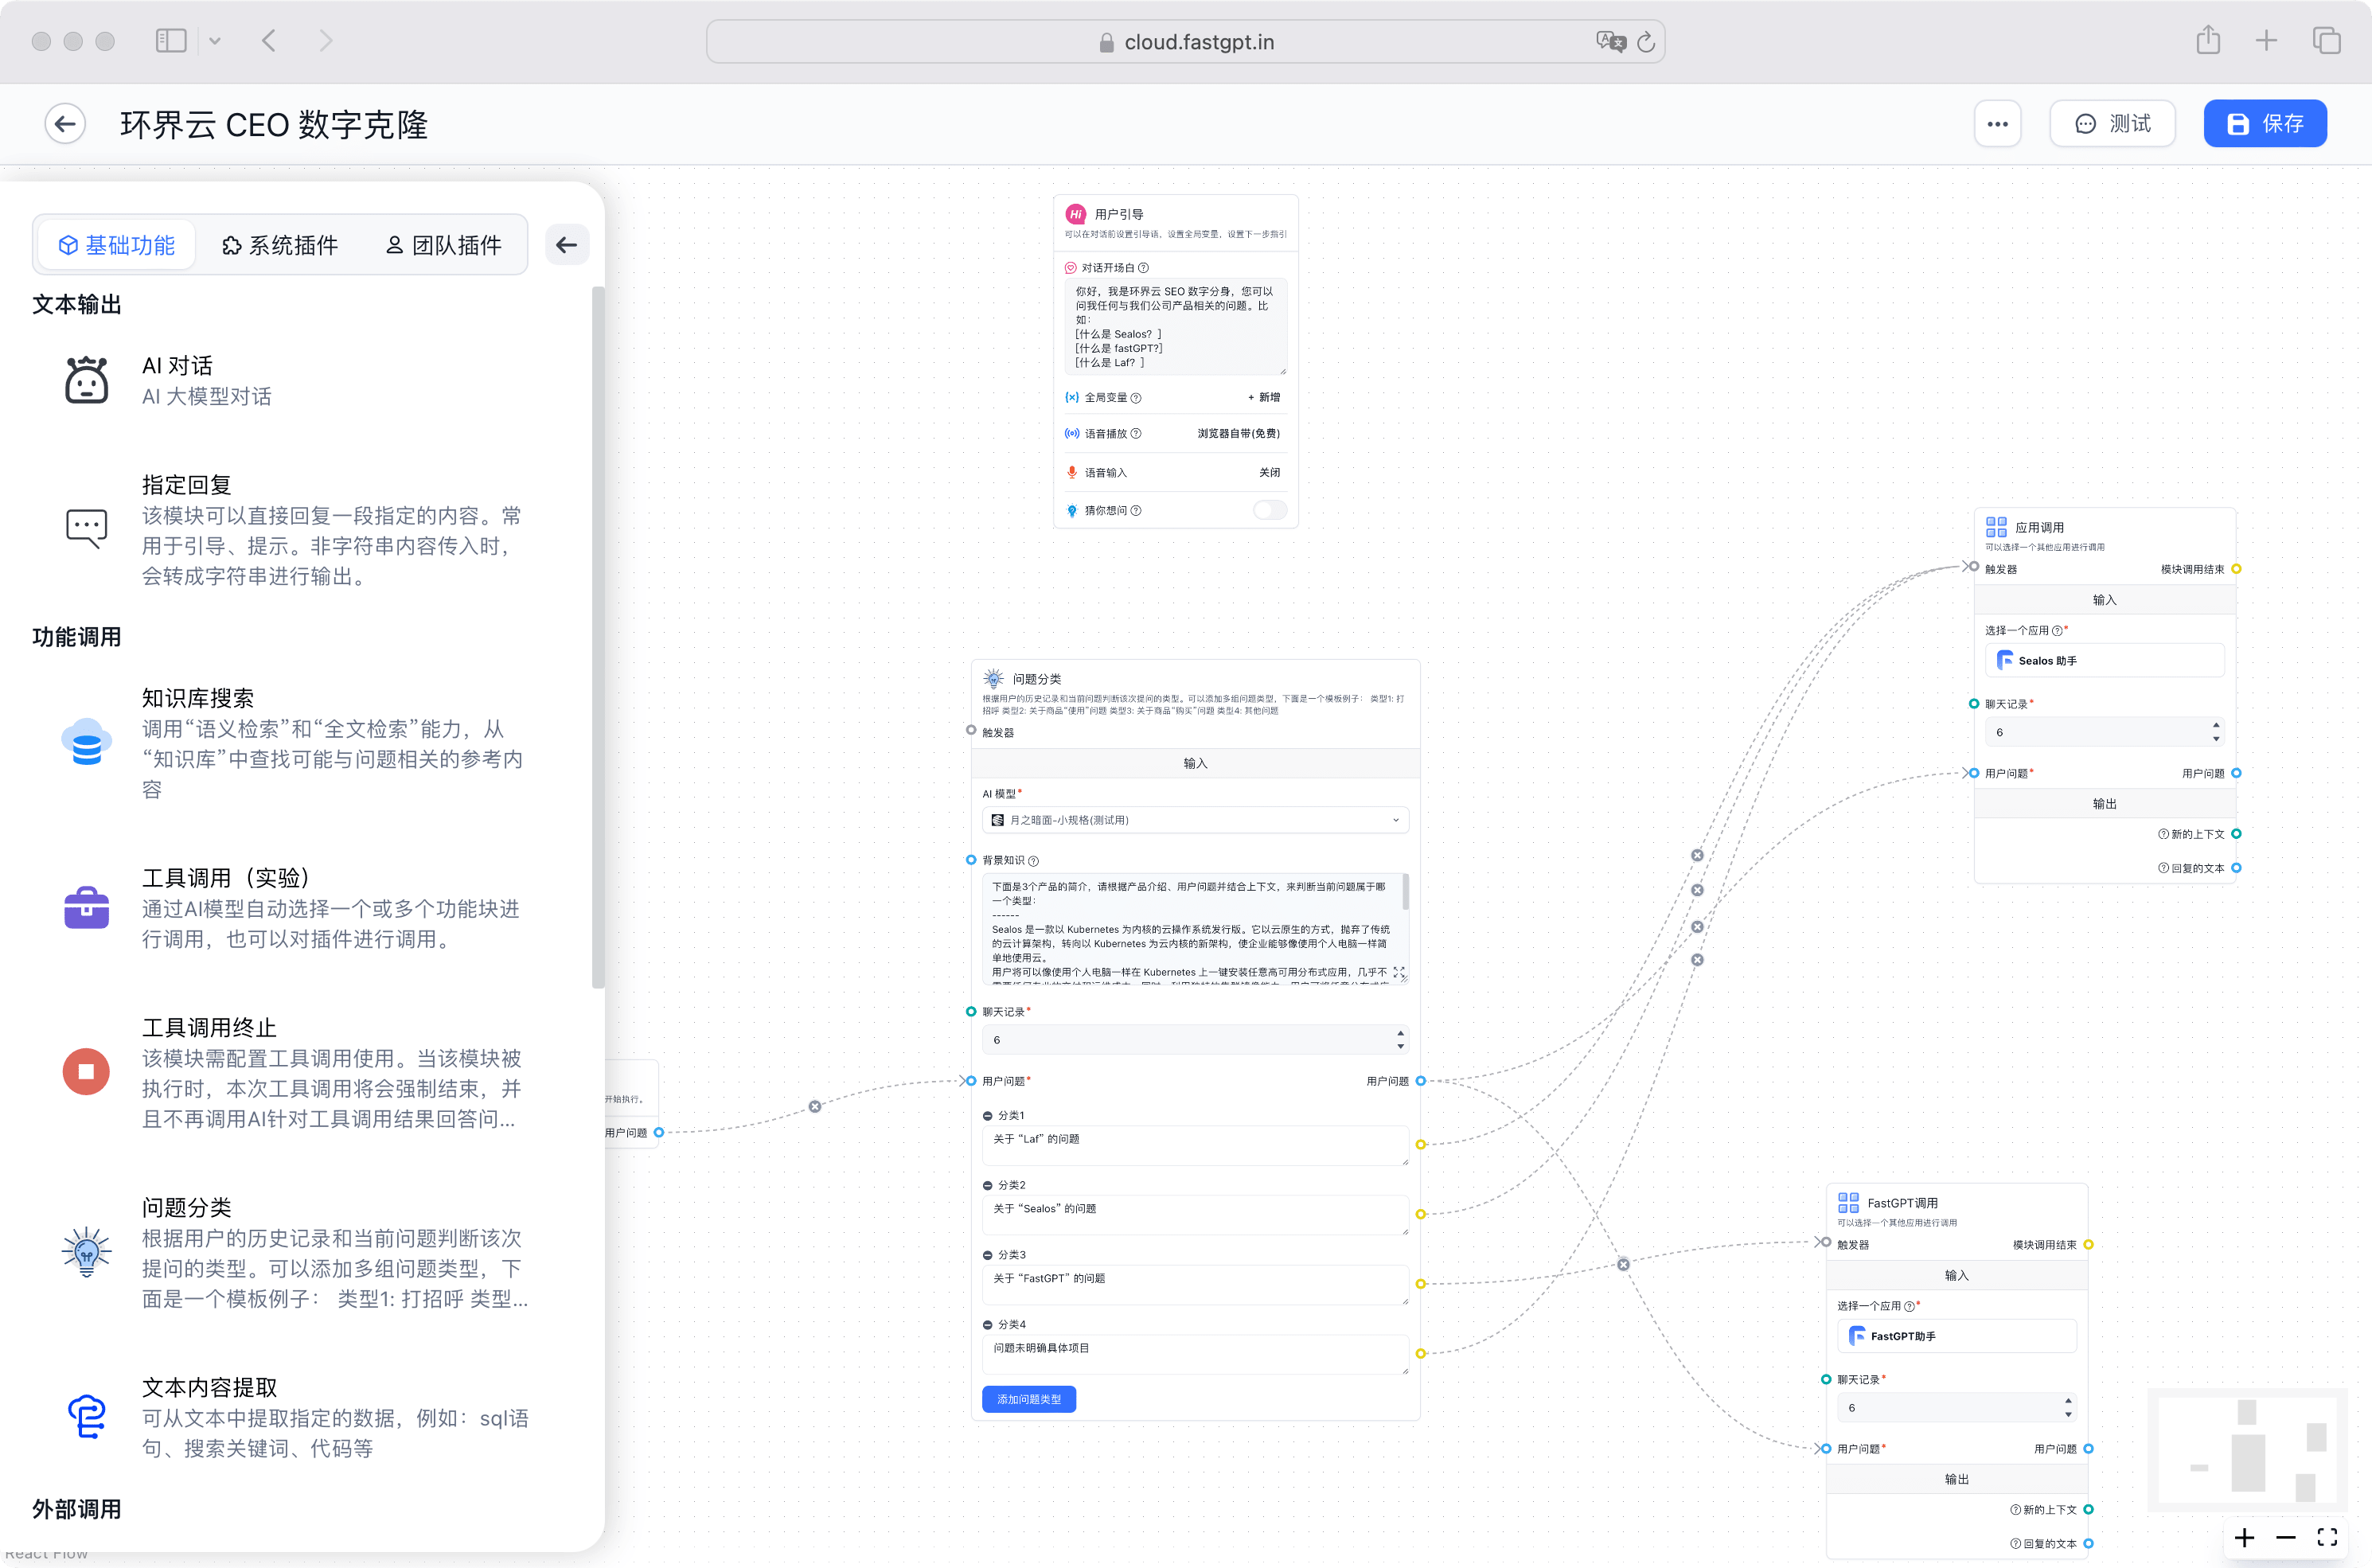 cloud.fastgpt.in
环界云 CEO 数字克隆
测试
保存
基础功能
系统插件
团队插件
文本输出
AI 对话
AI 大模型对话
指定回复
该模块可以直接回复一段指定的内容。常
用于引导、提示。非字符串内容传入时，
会转成字符串进行输出。
功能调用
知识库搜索
调用“语义检索”和“全文检索”能力，从
“知识库”中查找可能与问题相关的参考内
容
工具调用（实验）
通过AI模型自动选择一个或多个功能块进
行调用，也可以对插件进行调用。
工具调用终止
该模块需配置工具调用使用。当该模块被
执行时，本次工具调用将会强制结束，并
且不再调用AI针对工具调用结果回答问...
问题分类
根据用户的历史记录和当前问题判断该次
提问的类型。可以添加多组问题类型，下
面是一个模板例子： 类型1: 打招呼 类型...
文本内容提取
可从文本中提取指定的数据，例如：sql语
句、搜索关键词、代码等
外部调用
React Flow
开始执行。
用户问题
Hi
用户引导
可以在对话前设置引导语，设置全局变量，设置下一步指引
对话开场白
你好，我是环界云 SEO 数字分身，您可以
问我任何与我们公司产品相关的问题。比
如：
[什么是 Sealos？]
[什么是 fastGPT?]
[什么是 Laf？]
全局变量
+ 新增
语音播放
浏览器自带(免费)
语音输入
关闭
猜你想问
问题分类
根据用户的历史记录和当前问题判断该次提问的类型。可以添加多组问题类型，下面是一个模板例子： 类型1: 打
招呼 类型2: 关于商品“使用”问题 类型3: 关于商品“购买”问题 类型4: 其他问题
触发器
输入
AI 模型*
月之暗面-小规格(测试用)
背景知识
下面是3个产品的简介，请根据产品介绍、用户问题并结合上下文，来判断当前问题属于哪
一个类型：
------
Sealos 是一款以 Kubernetes 为内核的云操作系统发行版。它以云原生的方式，抛弃了传统
的云计算架构，转向以 Kubernetes 为云内核的新架构，使企业能够像使用个人电脑一样简
单地使用云。
用户将可以像使用个人电脑一样在 Kubernetes 上一键安装任意高可用分布式应用，几乎不
聊天记录*
6
用户问题*
用户问题
分类1
关于 “Laf” 的问题
分类2
关于 “Sealos” 的问题
分类3
关于 “FastGPT” 的问题
分类4
问题未明确具体项目
添加问题类型
应用调用
可以选择一个其他应用进行调用
触发器
模块调用结束
输入
选择一个应用*
Sealos 助手
聊天记录*
6
用户问题*
用户问题
输出
新的上下文
回复的文本
FastGPT调用
可以选择一个其他应用进行调用
触发器
模块调用结束
输入
选择一个应用*
FastGPT助手
聊天记录*
6
用户问题*
用户问题
输出
新的上下文
回复的文本